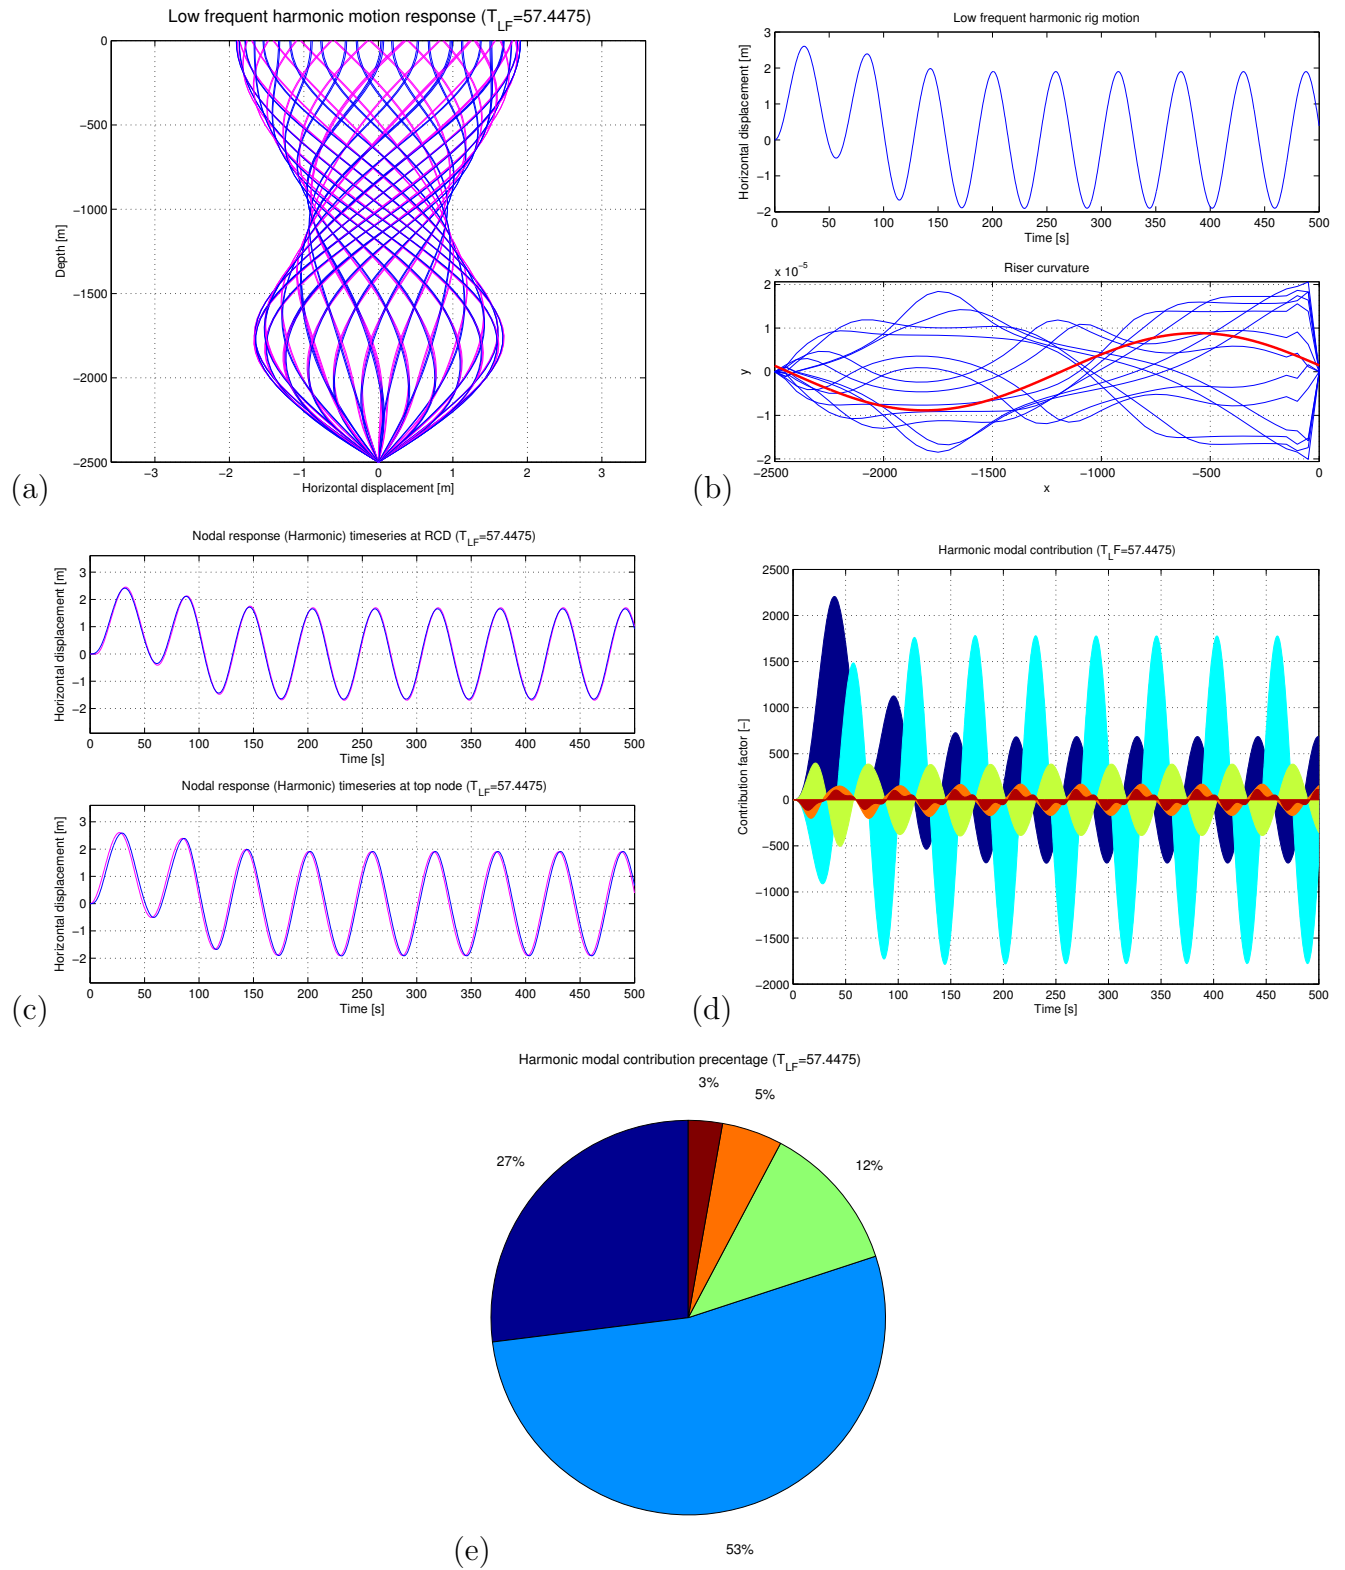 Low frequent harmonic motion response (T_LF=57.4475)
0
−500
−1000
−1500
−2000
−2500
Depth [m]
−3 −2 −1 0 1 2 3
Horizontal displacement [m]
(a)
Low frequent harmonic rig motion
3
2
1
0
−1
−2
Horizontal displacement [m]
0 50 100 150 200 250 300 350 400 450 500
Time [s]
Riser curvature
x 10^−5
2
1
0
−1
−2
y
−2500 −2000 −1500 −1000 −500 0
x
(b)
Nodal response (Harmonic) timeseries at RCD (T_LF=57.4475)
3
2
1
0
−1
−2
Horizontal displacement [m]
0 50 100 150 200 250 300 350 400 450 500
Time [s]
Nodal response (Harmonic) timeseries at top node (T_LF=57.4475)
3
2
1
0
−1
−2
Horizontal displacement [m]
0 50 100 150 200 250 300 350 400 450 500
Time [s]
(c)
Harmonic modal contribution (T_LF=57.4475)
2500
2000
1500
1000
500
0
−500
−1000
−1500
−2000
Contribution factor [−]
0 50 100 150 200 250 300 350 400 450 500
Time [s]
(d)
Harmonic modal contribution precentage (T_LF=57.4475)
3%
5%
12%
27%
53%
(e)